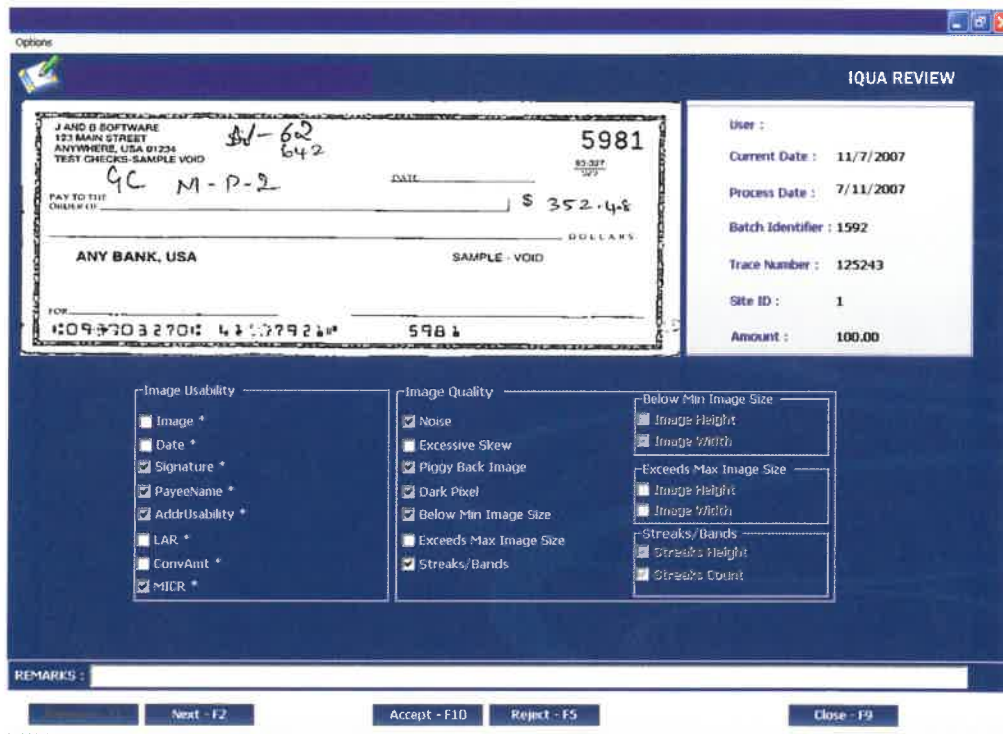 Options
IQUA REVIEW
J AND B SOFTWARE
123 MAIN STREET
ANYWHERE, USA 01234
TEST CHECKS-SAMPLE VOID
62
642
5981
GC M-P-2
DATE
PAY TO THE
ORDER OF
$ 352.48
DOLLARS
ANY BANK, USA
SAMPLE - VOID
FOR
5981
User :
Current Date : 11/7/2007
Process Date : 7/11/2007
Batch Identifier : 1592
Trace Number : 125243
Site ID : 1
Amount : 100.00
Image Usability
Image *
Date *
Signature *
PayeeName *
AddrUsability *
LAR *
ConvAmt *
MICR *
Image Quality
Noise
Excessive Skew
Piggy Back Image
Dark Pixel
Below Min Image Size
Exceeds Max Image Size
Streaks/Bands
Below Min Image Size
Image Height
Image Width
Exceeds Max Image Size
Image Height
Image Width
Streaks/Bands
Streaks Height
Streaks Count
REMARKS :
Next - F2
Accept - F10
Reject - F5
Close - F9